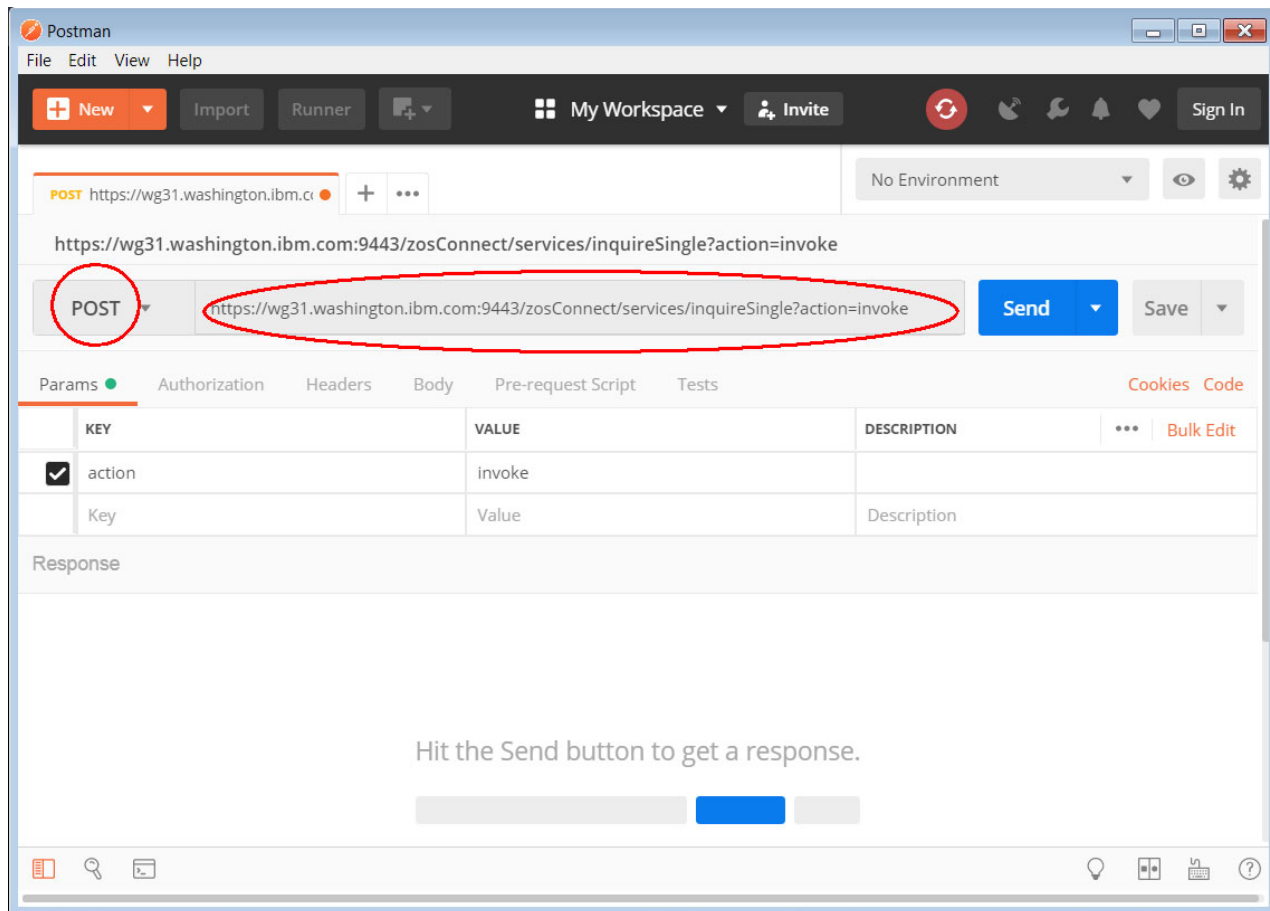 Postman
File Edit View Help
New Import Runner My Workspace Invite Sign In
POST https://wg31.washington.ibm.co No Environment
https://wg31.washington.ibm.com:9443/zosConnect/services/inquireSingle?action=invoke
POST https://wg31.washington.ibm.com:9443/zosConnect/services/inquireSingle?action=invoke Send Save
Params Authorization Headers Body Pre-request Script Tests Cookies Code
KEY VALUE DESCRIPTION Bulk Edit
action invoke
Key Value Description
Response
Hit the Send button to get a response.